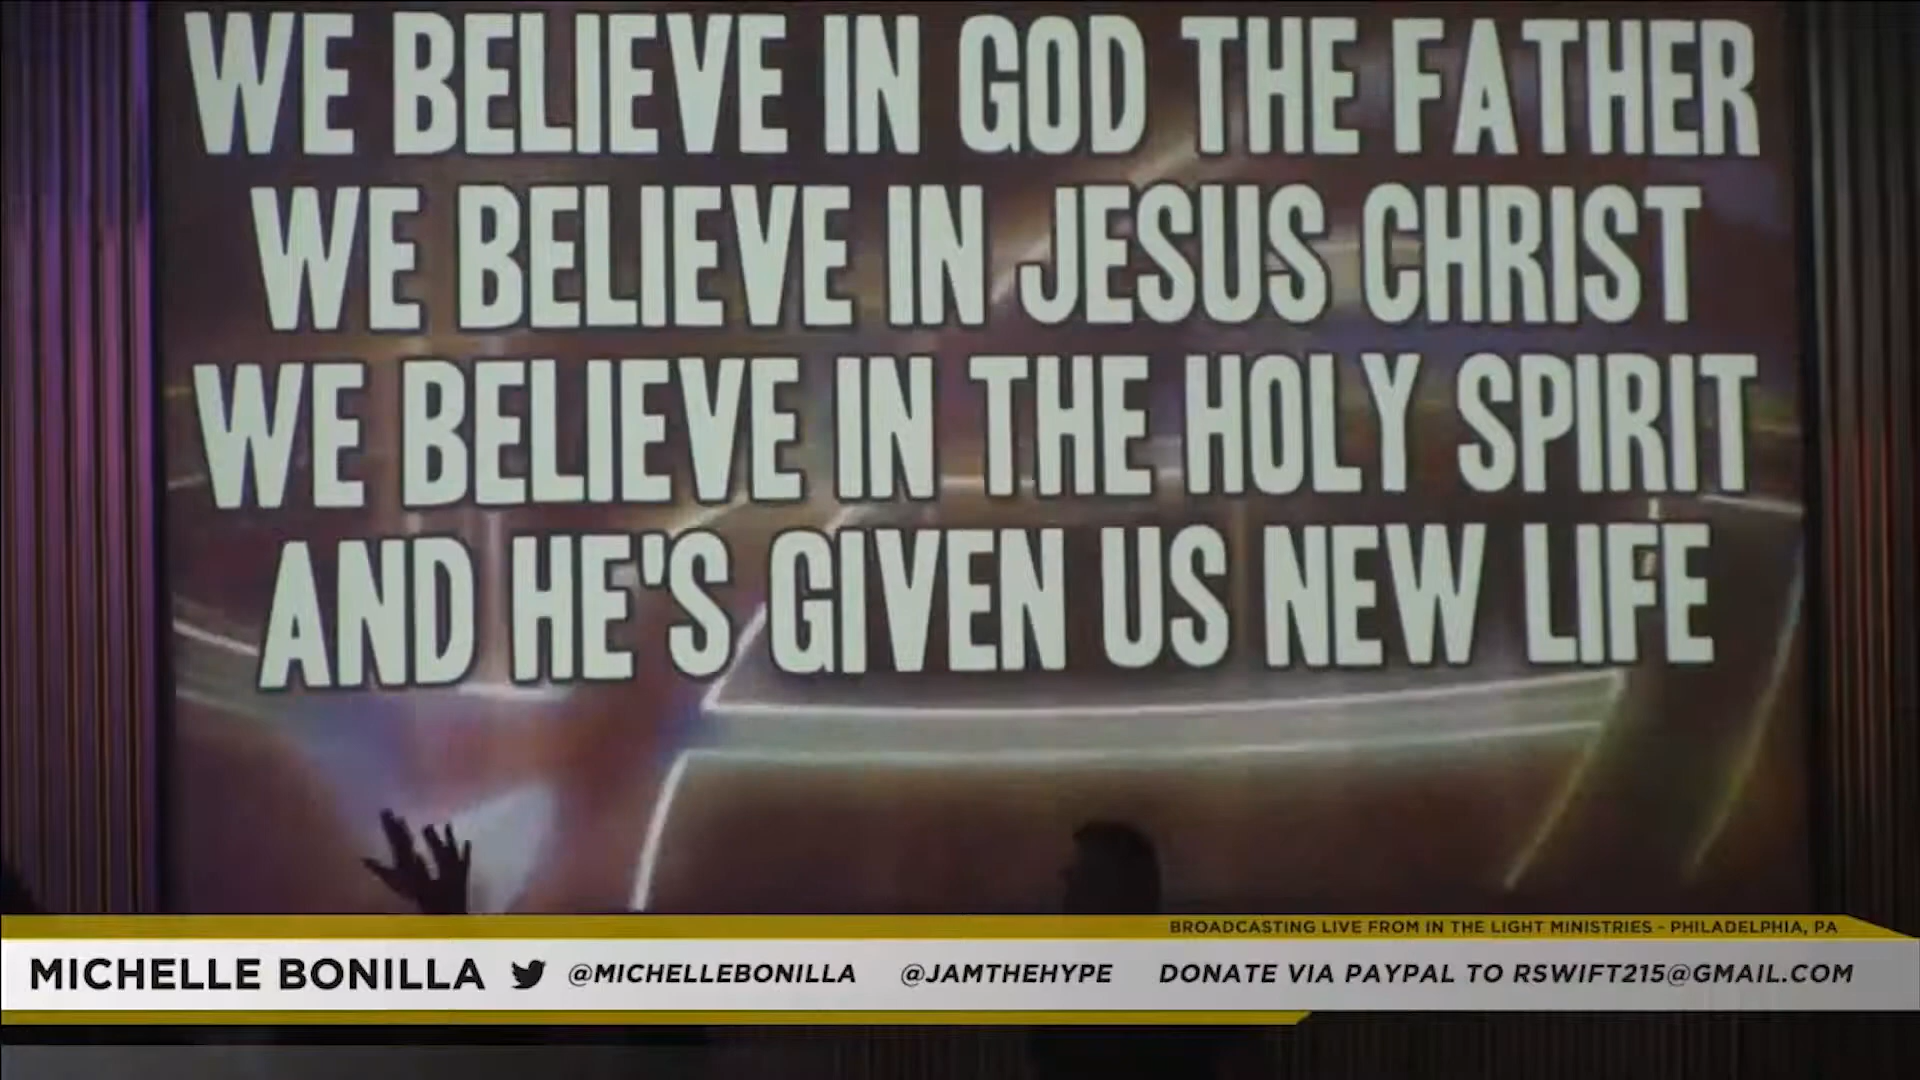 WE BELIEVE IN GOD THE FATHER
WE BELIEVE IN JESUS CHRIST
WE BELIEVE IN THE HOLY SPIRIT
AND HE'S GIVEN US NEW LIFE
BROADCASTING LIVE FROM IN THE LIGHT MINISTRIES - PHILADELPHIA, PA
MICHELLE BONILLA @MICHELLEBONILLA @JAMTHEHYPE DONATE VIA PAYPAL TO RSWIFT215@GMAIL.COM